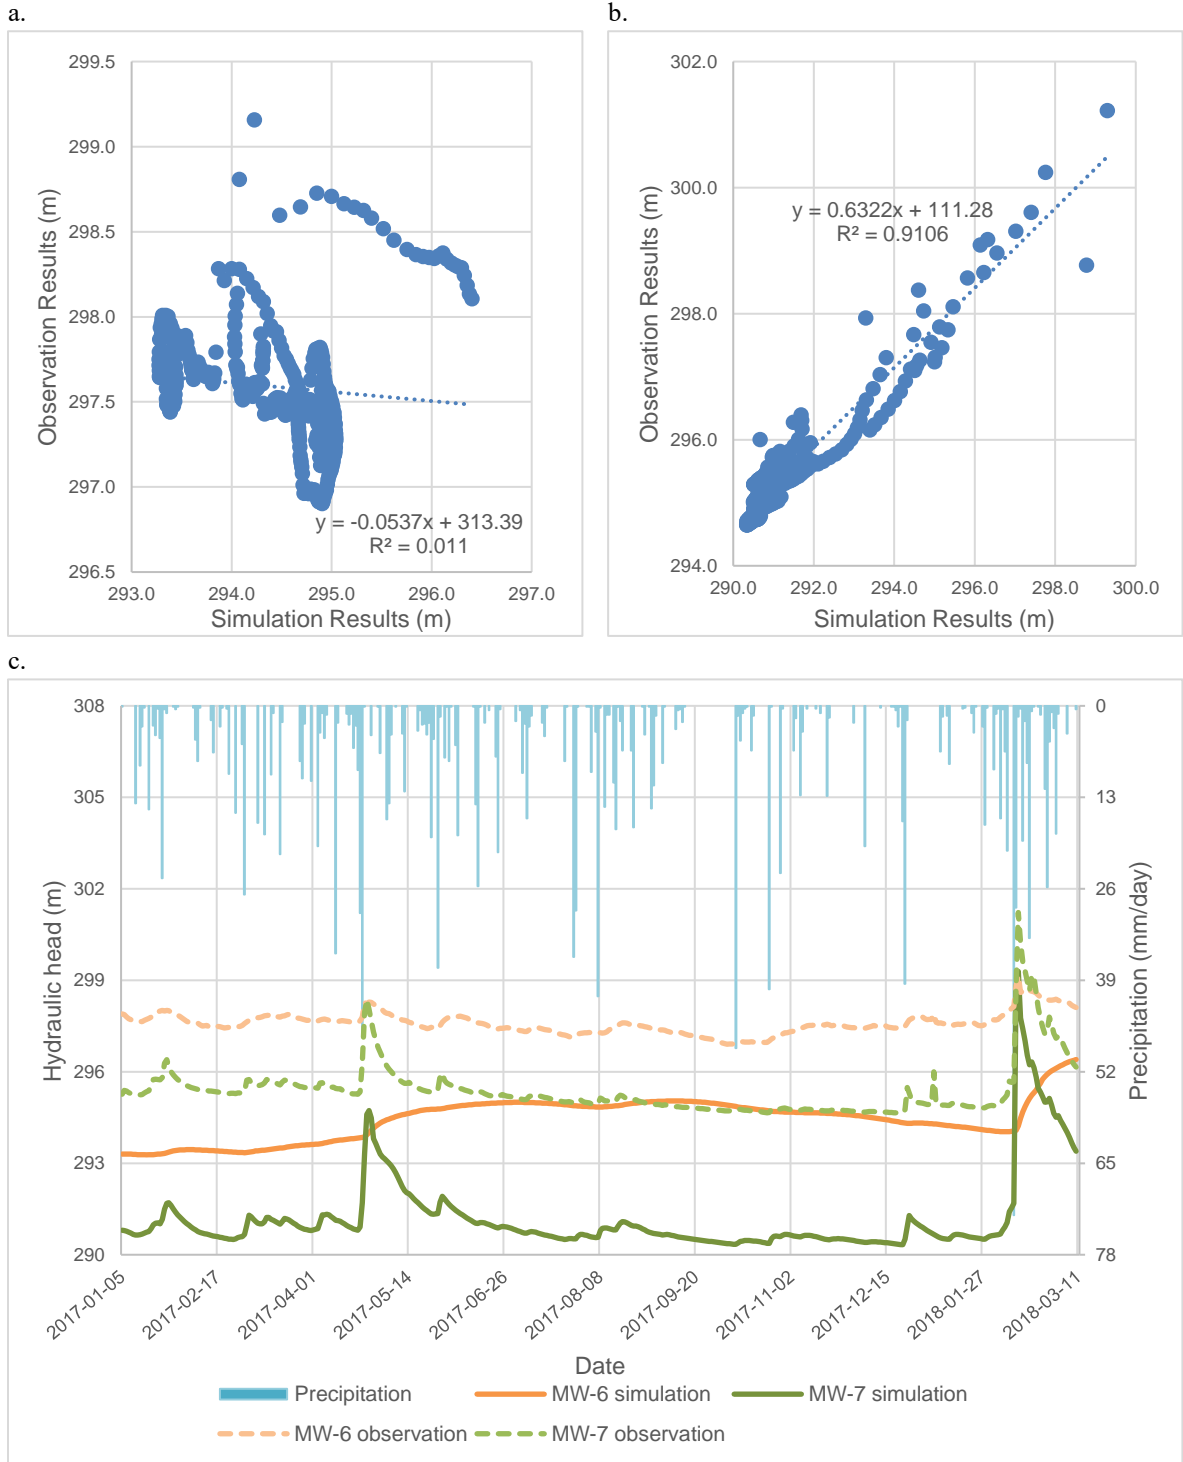 a.
299.5
299.0
298.5
298.0
297.5
297.0
296.5
Observation Results (m)
y = -0.0537x + 313.39
R² = 0.011
293.0 294.0 295.0 296.0 297.0
Simulation Results (m)
b.
302.0
300.0
298.0
296.0
294.0
Observation Results (m)
y = 0.6322x + 111.28
R² = 0.9106
290.0 292.0 294.0 296.0 298.0 300.0
Simulation Results (m)
c.
308
305
302
299
296
293
290
Hydraulic head (m)
0
13
26
39
52
65
78
Precipitation (mm/day)
2017-01-05
2017-02-17
2017-04-01
2017-05-14
2017-06-26
2017-08-08
2017-09-20
2017-11-02
2017-12-15
2018-01-27
2018-03-11
Date
Precipitation MW-6 simulation MW-7 simulation
MW-6 observation MW-7 observation